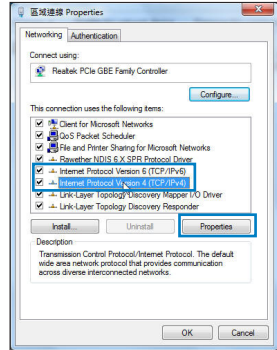 區域連線 Properties
Networking Authentication
Connect using:
Realtek PCIe GBE Family Controller
Configure...
This connection uses the following items:
Client for Microsoft Networks
QoS Packet Scheduler
File and Printer Sharing for Microsoft Networks
Rawether NDIS 6.X SPR Protocol Driver
Internet Protocol Version 6 (TCP/IPv6)
Internet Protocol Version 4 (TCP/IPv4)
Link-Layer Topology Discovery Mapper I/O Driver
Link-Layer Topology Discovery Responder
Install... Uninstall Properties
Description
Transmission Control Protocol/Internet Protocol. The default
wide area network protocol that provides communication
across diverse interconnected networks.
OK Cancel